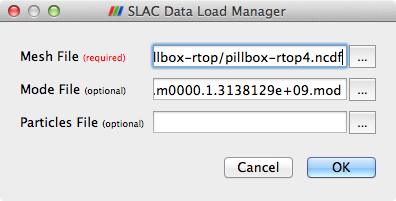 SLAC Data Load Manager
Mesh File (required) llbox-rtop/pillbox-rtop4.ncdf ...
Mode File (optional) .m0000.1.3138129e+09.mod ...
Particles File (optional) ...
Cancel OK